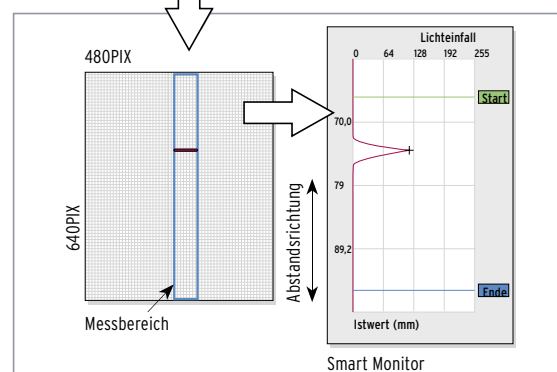 480PIX
640PIX
Messbereich
Lichteinfall
0 64 128 192 255
Start
70,0
79
89,2
Abstandsrichtung
Ende
Istwert (mm)
Smart Monitor